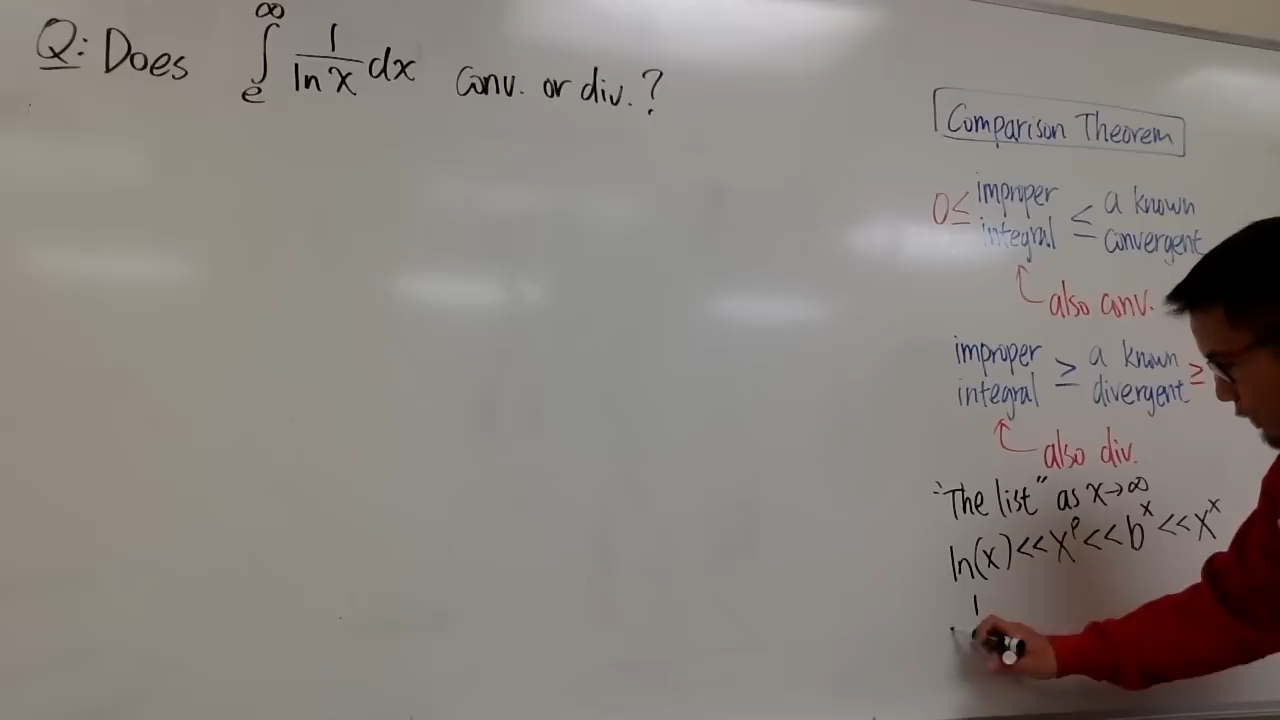 Q: Does ∫_e^∞ 1/ln x dx conv. or div.?
Comparison Theorem
0 ≤ improper integral ≤ a known convergent
also conv.
improper integral ≥ a known divergent ≥
also div.
"The list" as x→∞
ln(x) << x^p << b^x << x^x
1